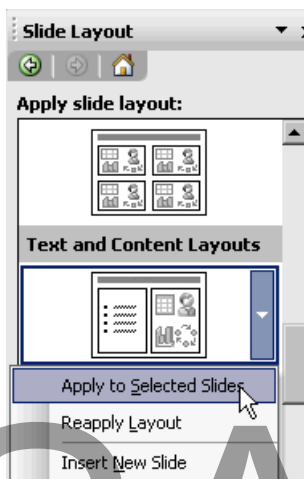 Slide Layout
Apply slide layout:
Text and Content Layouts
Apply to Selected Slides
Reapply Layout
Insert New Slide